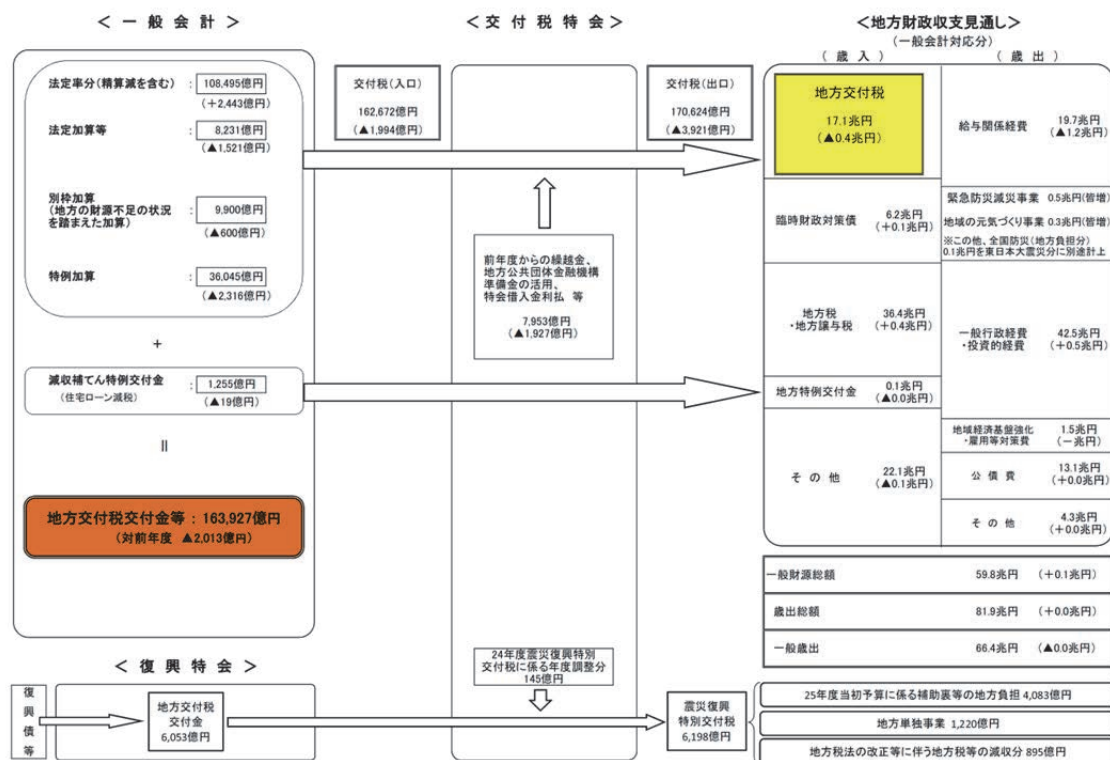 ＜ 一 般 会 計 ＞
法定率分(精算減を含む) ： 108,495億円
(＋2,443億円)
法定加算等 ： 8,231億円
(▲1,521億円)
別枠加算
(地方の財源不足の状況
を踏まえた加算) ： 9,900億円
(▲600億円)
特例加算 ： 36,045億円
(▲2,316億円)
＋
減収補てん特例交付金 ： 1,255億円
(住宅ローン減税) (▲19億円)
＝
地方交付税交付金等 ： 163,927億円
(対前年度 ▲2,013億円)
＜ 交 付 税 特 会 ＞
交付税(入口)
162,672億円
(▲1,994億円)
交付税(出口)
170,624億円
(▲3,921億円)
前年度からの繰越金、
地方公共団体金融機構
準備金の活用、
特会借入金利払 等
7,953億円
(▲1,927億円)
＜地方財政収支見通し＞
(一般会計対応分)
( 歳 入 )
( 歳 出 )
地方交付税
17.1兆円
(▲0.4兆円)
臨時財政対策債 6.2兆円
(＋0.1兆円)
地方税
・地方譲与税 36.4兆円
(＋0.4兆円)
地方特例交付金 0.1兆円
(▲0.0兆円)
そ の 他 22.1兆円
(▲0.1兆円)
給与関係経費 19.7兆円
(▲1.2兆円)
緊急防災減災事業 0.5兆円(皆増)
地域の元気づくり事業 0.3兆円(皆増)
※この他、全国防災(地方負担分)
0.1兆円を東日本大震災分に別途計上
一般行政経費
・投資的経費 42.5兆円
(＋0.5兆円)
地域経済基盤強化
・雇用等対策費 1.5兆円
(－兆円)
公 債 費 13.1兆円
(＋0.0兆円)
そ の 他 4.3兆円
(＋0.0兆円)
一般財源総額 59.8兆円 (＋0.1兆円)
歳出総額 81.9兆円 (＋0.0兆円)
一般歳出 66.4兆円 (▲0.0兆円)
＜ 復 興 特 会 ＞
復
興
債
等
地方交付税
交付金
6,053億円
24年度震災復興特別
交付税に係る年度調整分
145億円
震災復興
特別交付税
6,198億円
25年度当初予算に係る補助裏等の地方負担 4,083億円
地方単独事業 1,220億円
地方税法の改正等に伴う地方税等の減収分 895億円